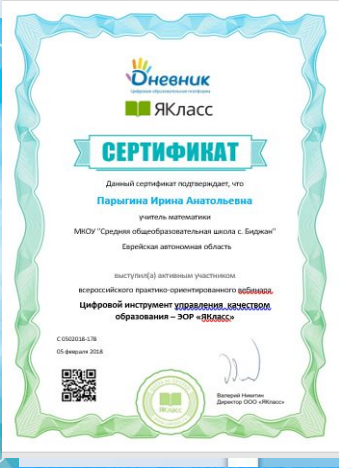 Дневник
Цифровая образовательная платформа
ЯКласс
СЕРТИФИКАТ
Данный сертификат подтверждает, что
Парыгина Ирина Анатольевна
учитель математики
МКОУ "Средняя общеобразовательная школа с. Биджан"
Еврейская автономная область
выступил(а) активным участником
всероссийского практико-ориентированного вебинара
Цифровой инструмент управления качеством
образования – ЭОР «ЯКласс»
С 0502018-178
05 февраля 2018
ЯКласс
Валерий Никитин
Директор ООО «ЯКласс»